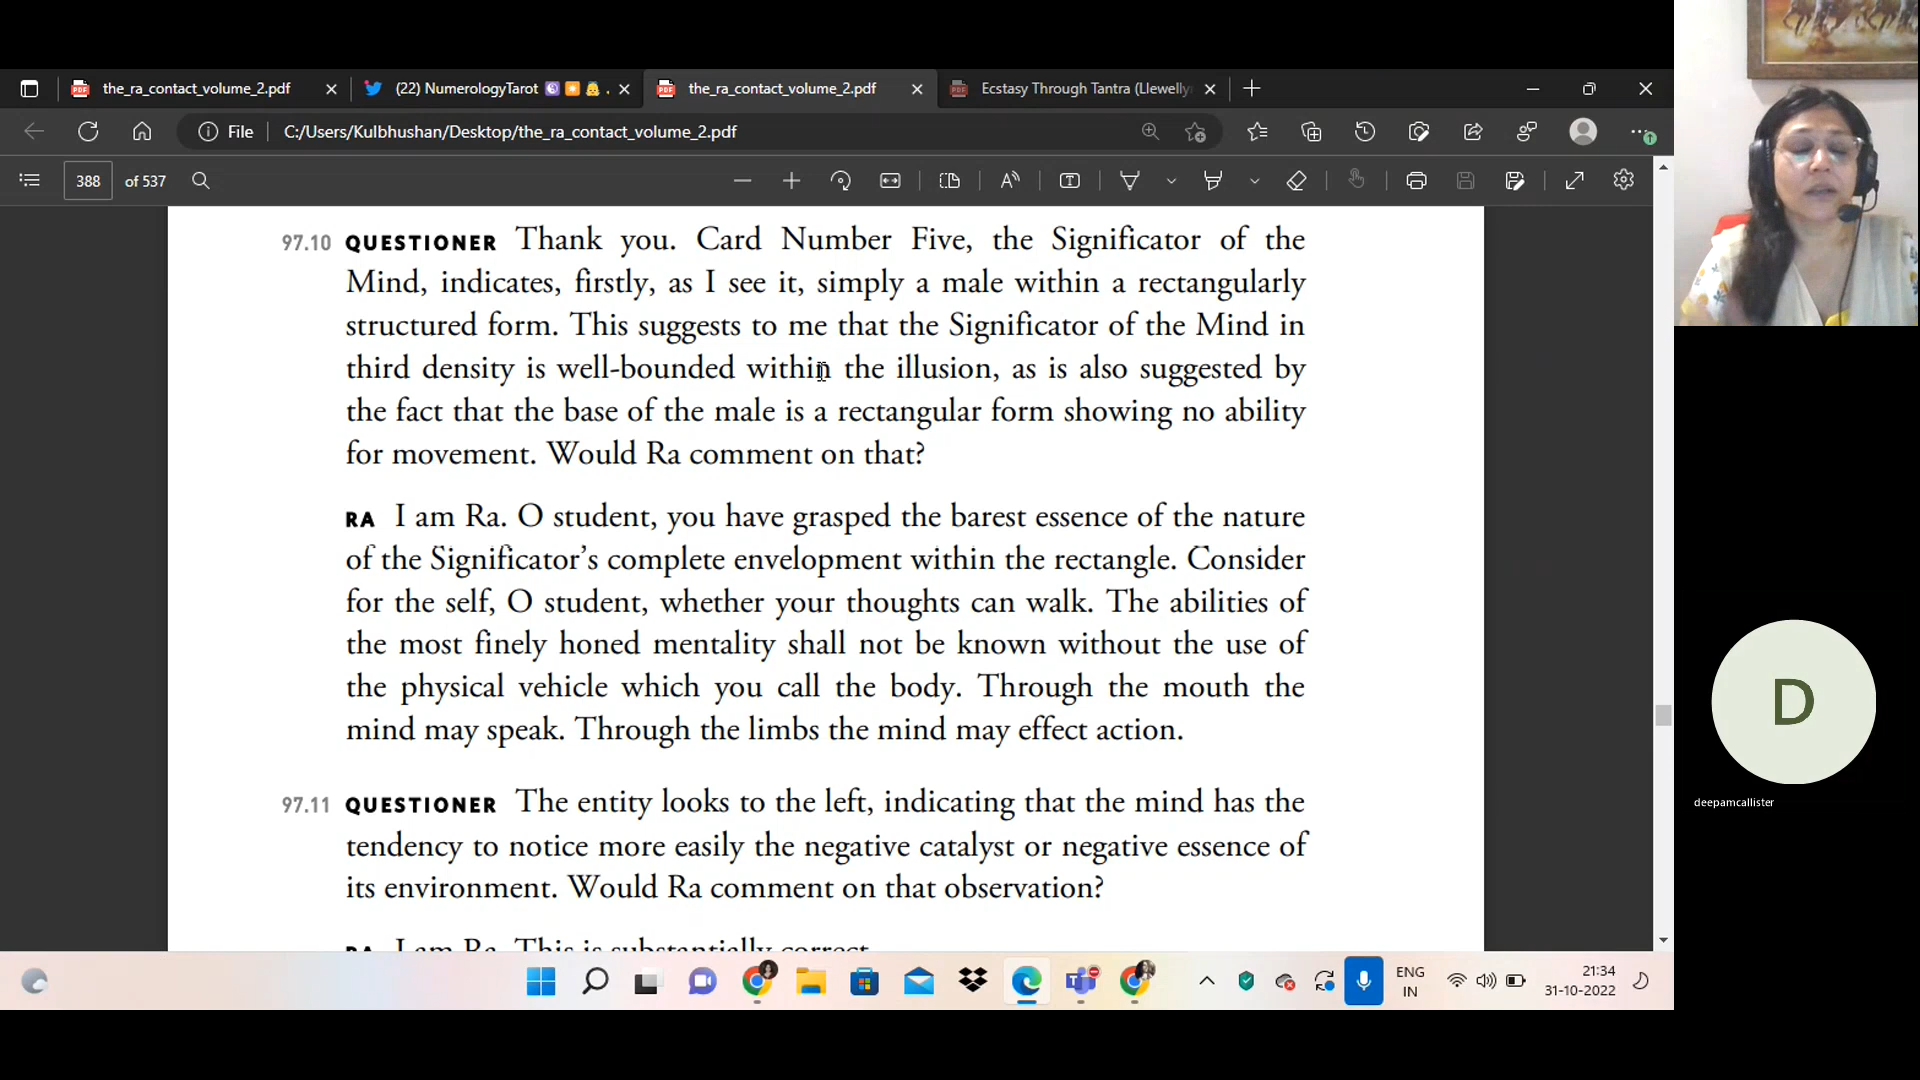 the_ra_contact_volume_2.pdf
(22) NumerologyTarot
the_ra_contact_volume_2.pdf
Ecstasy Through Tantra (Llewelly
File
C:/Users/Kulbhushan/Desktop/the_ra_contact_volume_2.pdf
388 of 537
97.10 QUESTIONER Thank you. Card Number Five, the Significator of the
Mind, indicates, firstly, as I see it, simply a male within a rectangularly
structured form. This suggests to me that the Significator of the Mind in
third density is well-bounded within the illusion, as is also suggested by
the fact that the base of the male is a rectangular form showing no ability
for movement. Would Ra comment on that?
RA I am Ra. O student, you have grasped the barest essence of the nature
of the Significator’s complete envelopment within the rectangle. Consider
for the self, O student, whether your thoughts can walk. The abilities of
the most finely honed mentality shall not be known without the use of
the physical vehicle which you call the body. Through the mouth the
mind may speak. Through the limbs the mind may effect action.
97.11 QUESTIONER The entity looks to the left, indicating that the mind has the
tendency to notice more easily the negative catalyst or negative essence of
its environment. Would Ra comment on that observation?
RA I am Ra. This is substantially correct.
D
deepamcallister
ENG
IN
21:34
31-10-2022